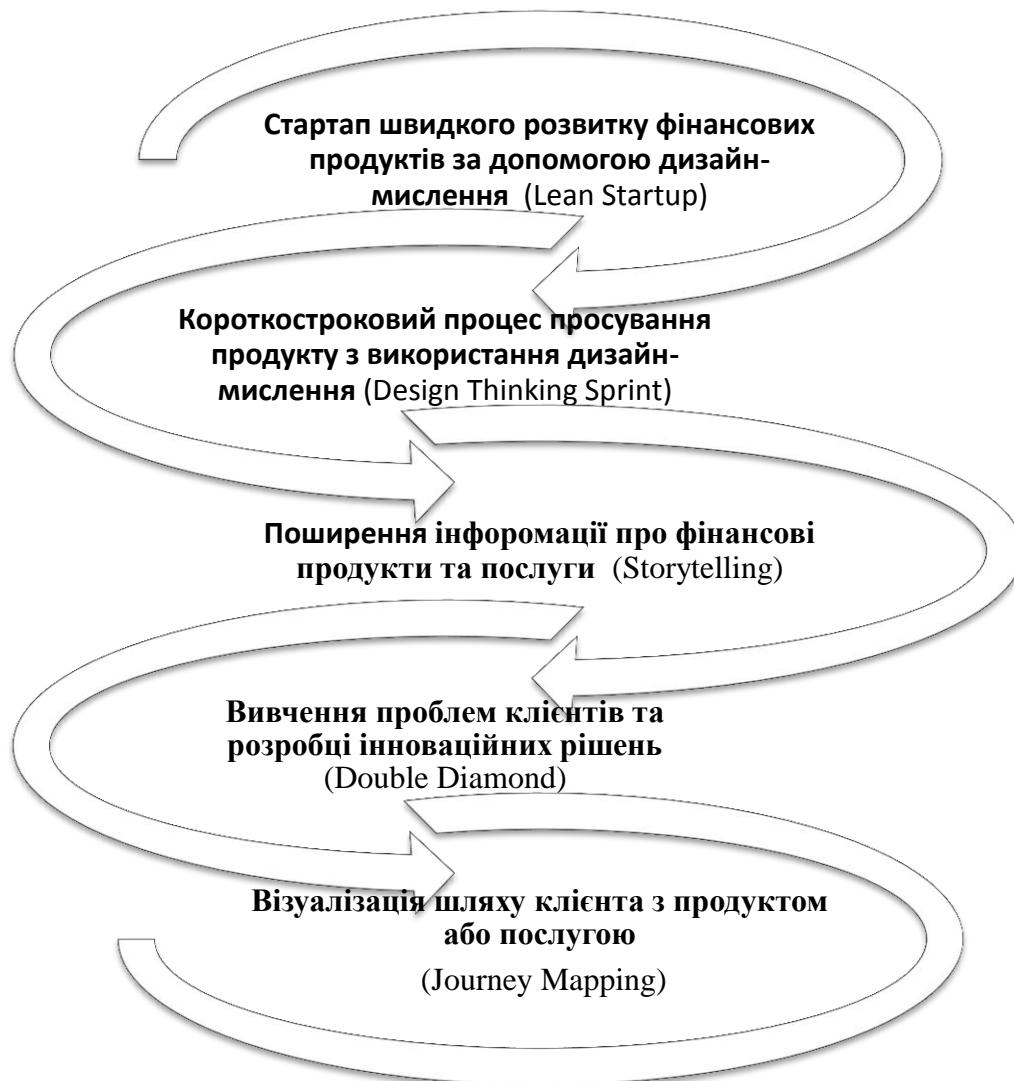 Стартап швидкого розвитку фінансових
продуктів за допомогою дизайн-
мислення (Lean Startup)
Короткостроковий процес просування
продукту з використання дизайн-
мислення (Design Thinking Sprint)
Поширення інфоромації про фінансові
продукти та послуги (Storytelling)
Вивчення проблем клієнтів та
розробці інноваційних рішень
(Double Diamond)
Візуалізація шляху клієнта з продуктом
або послугою
(Journey Mapping)